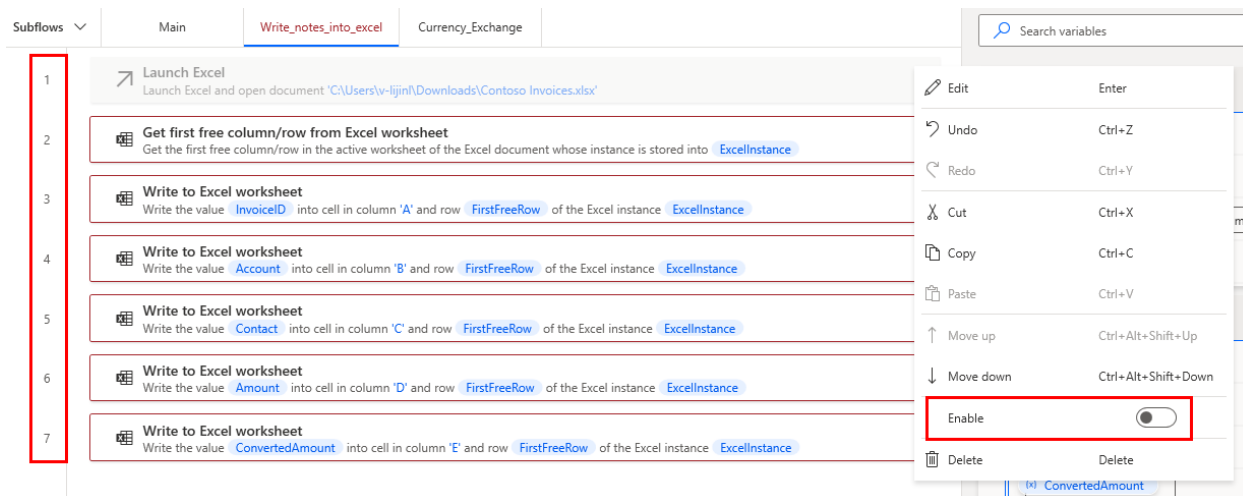 Subflows
Main
Write_notes_into_excel
Currency_Exchange
Search variables
1
Launch Excel
Launch Excel and open document 'C:\Users\v-lijinl\Downloads\Contoso Invoices.xlsx'
2
Get first free column/row from Excel worksheet
Get the first free column/row in the active worksheet of the Excel document whose instance is stored into ExcelInstance
3
Write to Excel worksheet
Write the value InvoiceID into cell in column 'A' and row FirstFreeRow of the Excel instance ExcelInstance
4
Write to Excel worksheet
Write the value Account into cell in column 'B' and row FirstFreeRow of the Excel instance ExcelInstance
5
Write to Excel worksheet
Write the value Contact into cell in column 'C' and row FirstFreeRow of the Excel instance ExcelInstance
6
Write to Excel worksheet
Write the value Amount into cell in column 'D' and row FirstFreeRow of the Excel instance ExcelInstance
7
Write to Excel worksheet
Write the value ConvertedAmount into cell in column 'E' and row FirstFreeRow of the Excel instance ExcelInstance
Edit Enter
Undo Ctrl+Z
Redo Ctrl+Y
Cut Ctrl+X
Copy Ctrl+C
Paste Ctrl+V
Move up Ctrl+Alt+Shift+Up
Move down Ctrl+Alt+Shift+Down
Enable
Delete Delete
(x) ConvertedAmount